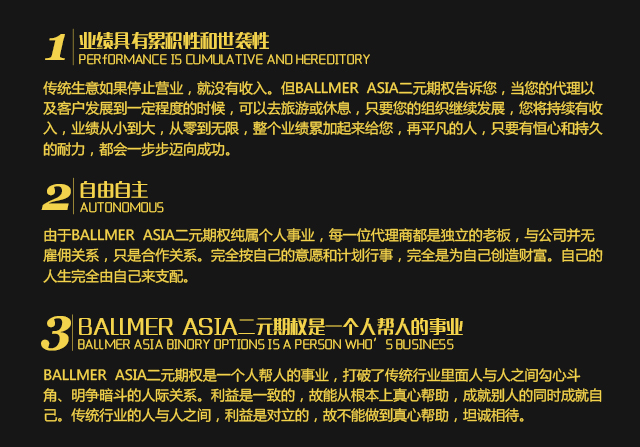 1 业绩具有累积性和世袭性
PERfORMANCE IS CUMULATIVE AND HEREDITORY
传统生意如果停止营业，就没有收入。但BALLMER ASIA二元期权告诉您，当您的代理以
及客户发展到一定程度的时候，可以去旅游或休息，只要您的组织继续发展，您将持续有收
入，业绩从小到大，从零到无限，整个业绩累加起来给您，再平凡的人，只要有恒心和持久
的耐力，都会一步步迈向成功。
2 自由自主
AUTONOMOUS
由于BALLMER ASIA二元期权纯属个人事业，每一位代理商都是独立的老板，与公司并无
雇佣关系，只是合作关系。完全按自己的意愿和计划行事，完全是为自己创造财富。自己的
人生完全由自己来支配。
3 BALLMER ASIA二元期权是一个人帮人的事业
BALLMER ASIA BINORY OPTIONS IS A PERSON WHO’S BUSINESS
BALLMER ASIA二元期权是一个人帮人的事业，打破了传统行业里面人与人之间勾心斗
角、明争暗斗的人际关系。利益是一致的，故能从根本上真心帮助，成就别人的同时成就自
己。传统行业的人与人之间，利益是对立的，故不能做到真心帮助，坦诚相待。